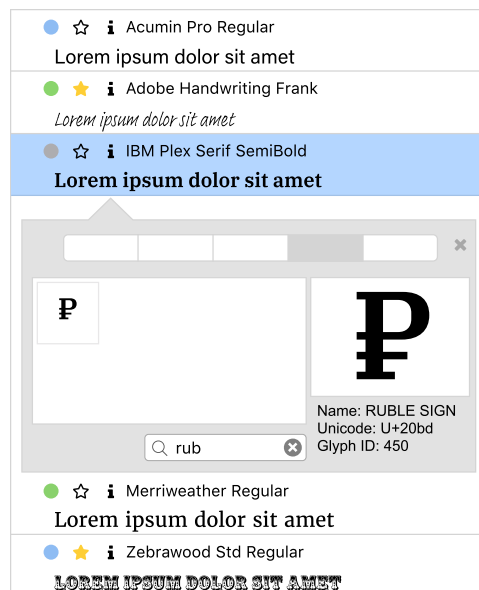 Acumin Pro Regular
Lorem ipsum dolor sit amet
Adobe Handwriting Frank
Lorem ipsum dolor sit amet
IBM Plex Serif SemiBold
Lorem ipsum dolor sit amet
₽
₽
Name: RUBLE SIGN
Unicode: U+20bd
Glyph ID: 450
rub
Merriweather Regular
Lorem ipsum dolor sit amet
Zebrawood Std Regular
LOREM IPSUM DOLOR SIT AMET